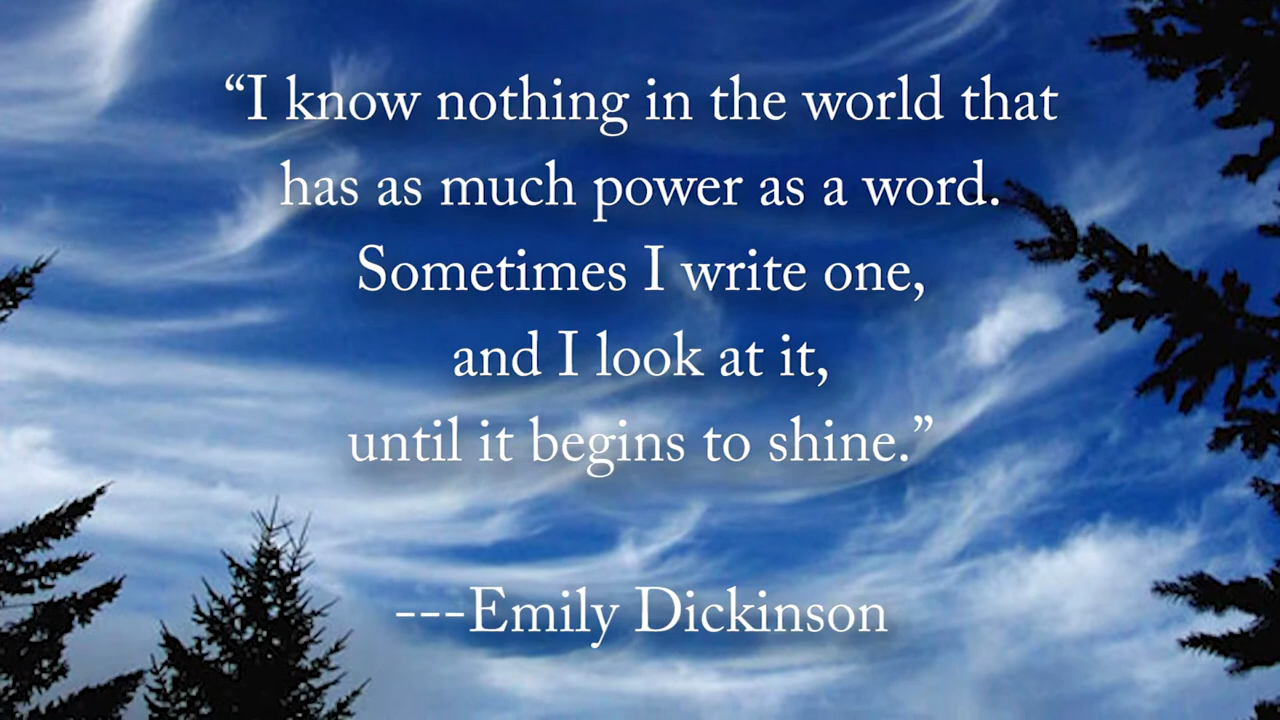 “I know nothing in the world that
has as much power as a word.
Sometimes I write one,
and I look at it,
until it begins to shine.”
---Emily Dickinson